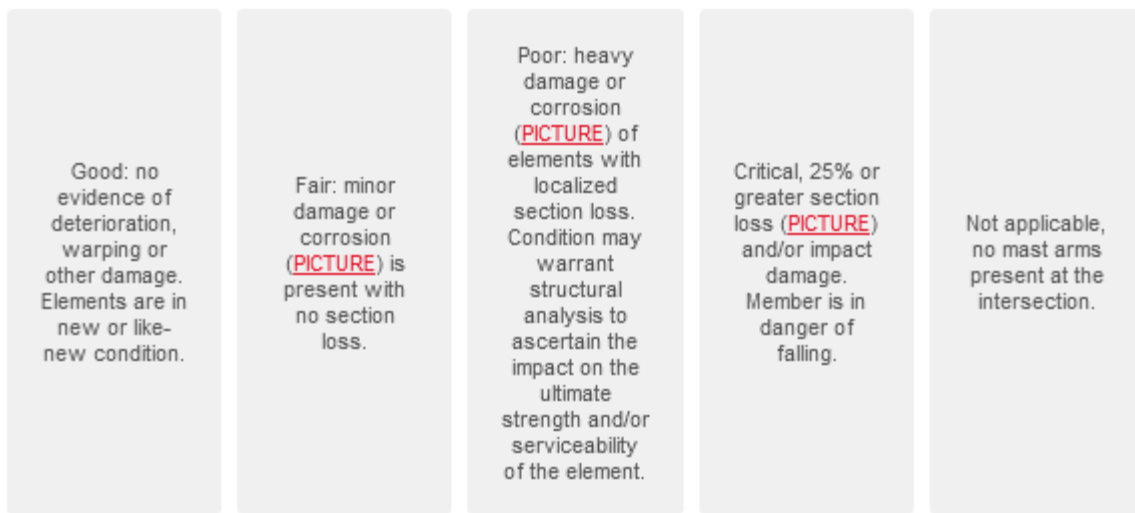 Good: no
evidence of
deterioration,
warping or
other damage.
Elements are in
new or like-
new condition.
Fair: minor
damage or
corrosion
(PICTURE) is
present with
no section
loss.
Poor: heavy
damage or
corrosion
(PICTURE) of
elements with
localized
section loss.
Condition may
warrant
structural
analysis to
ascertain the
impact on the
ultimate
strength and/or
serviceability
of the element.
Critical, 25% or
greater section
loss (PICTURE)
and/or impact
damage.
Member is in
danger of
falling.
Not applicable,
no mast arms
present at the
intersection.